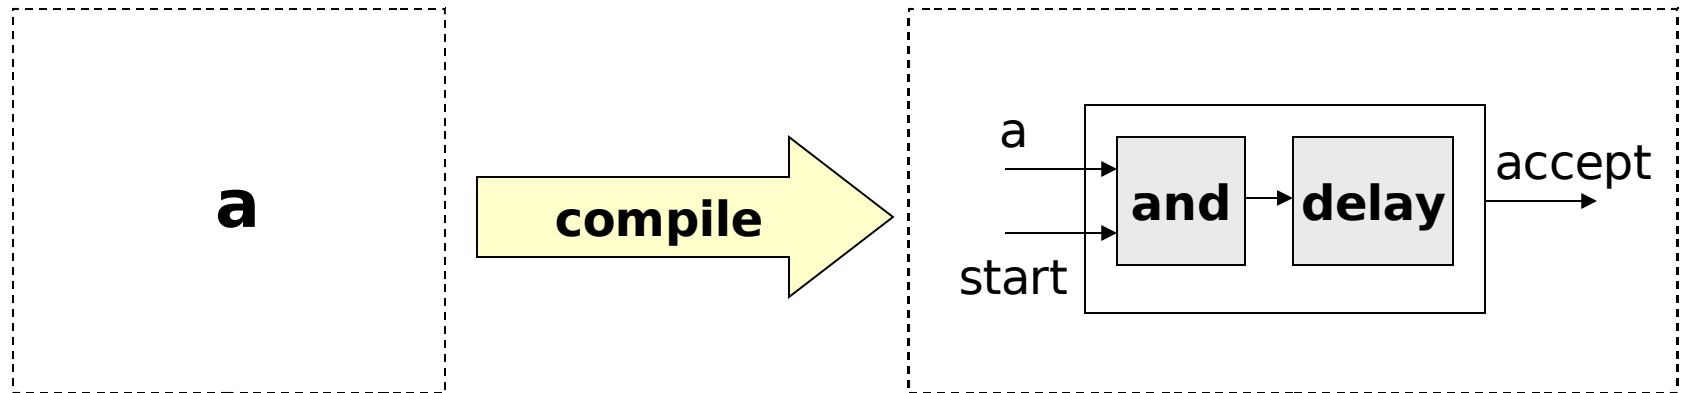 a
compile
a
start
and
delay
accept